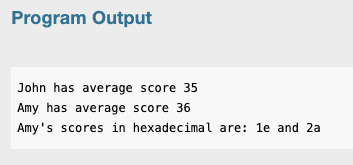 Program Output
John has average score 35
Amy has average score 36
Amy's scores in hexadecimal are: 1e and 2a